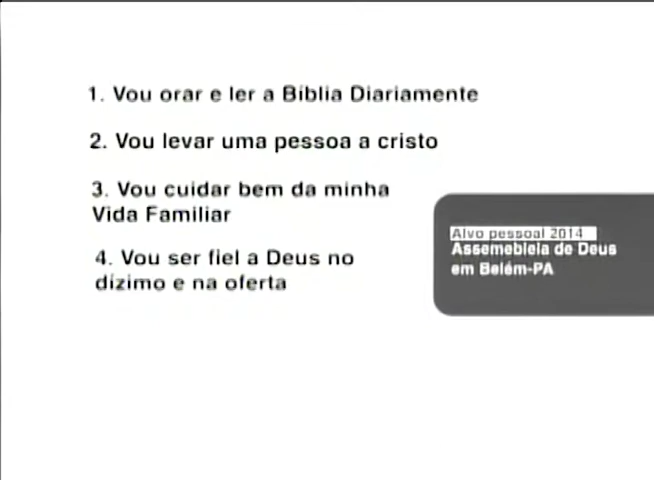 1. Vou orar e ler a Bíblia Diariamente
2. Vou levar uma pessoa a cristo
3. Vou cuidar bem da minha
Vida Familiar
4. Vou ser fiel a Deus no
dízimo e na oferta
Alvo pessoal 2014
Assemebleia de Deus
em Belém-PA